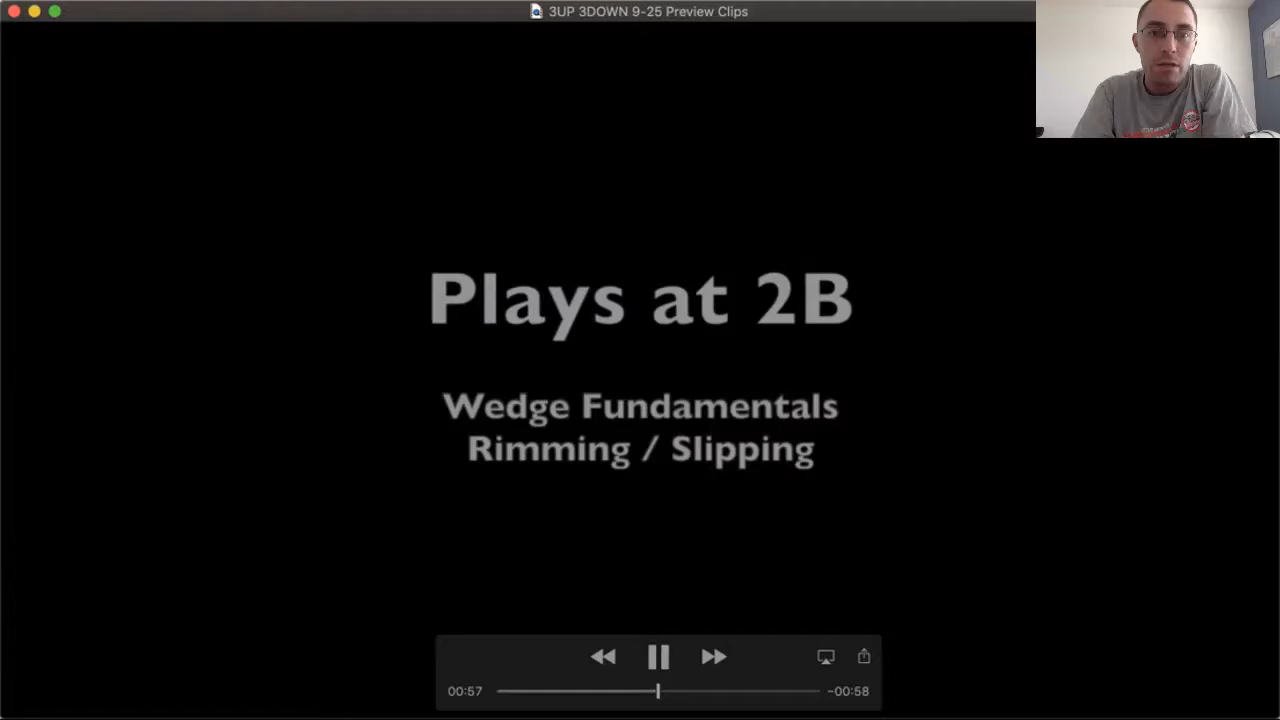 3UP 3DOWN 9-25 Preview Clips
Plays at 2B
Wedge Fundamentals
Rimming / Slipping
00:57
-00:58